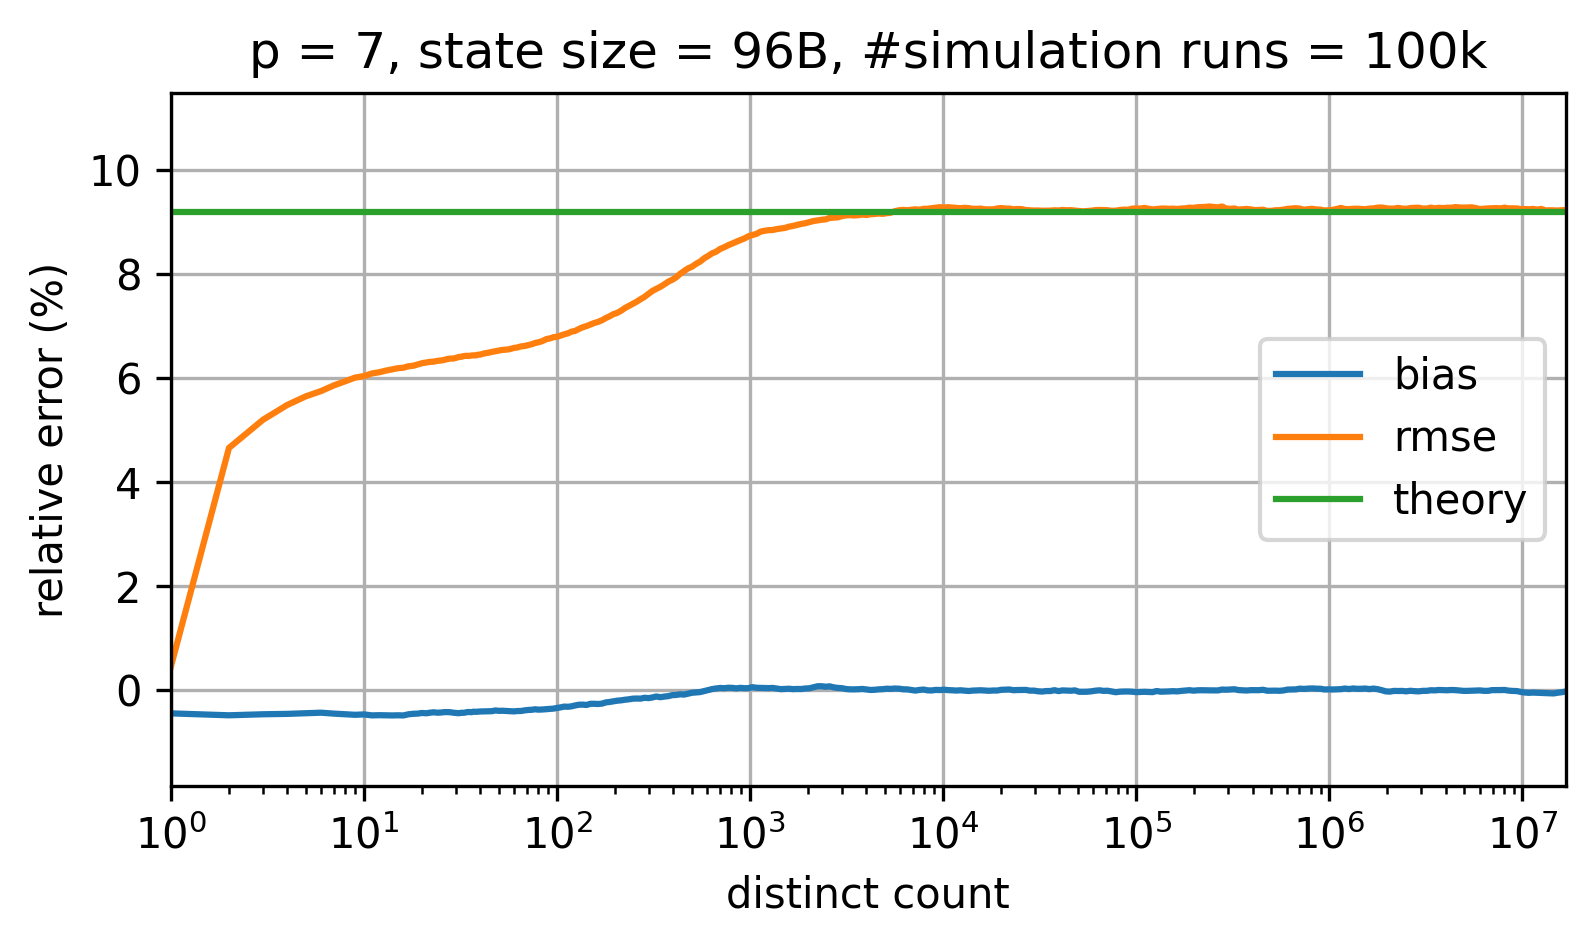 p = 7, state size = 96B, #simulation runs = 100k
relative error (%)
10
8
6
4
2
0
bias
rmse
theory
10⁰ 10¹ 10² 10³ 10⁴ 10⁵ 10⁶ 10⁷
distinct count